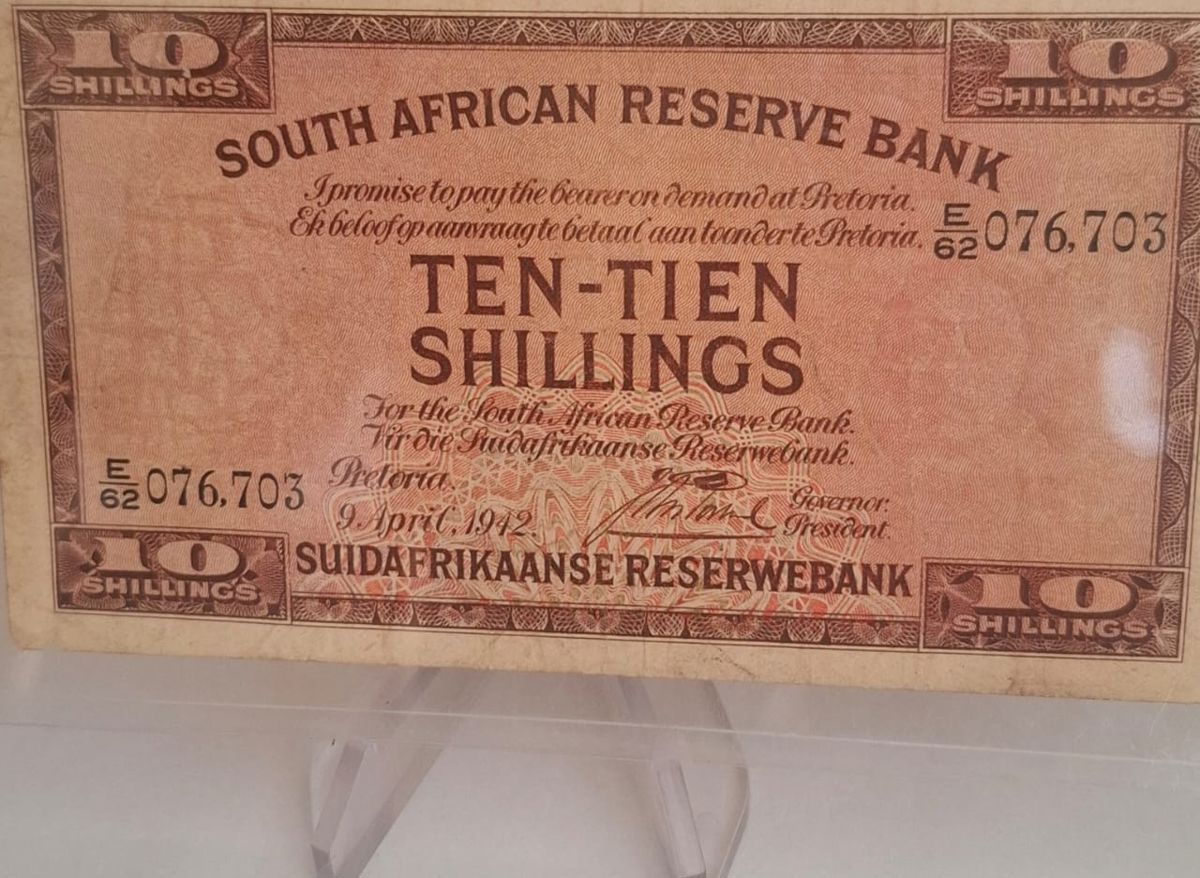 10
SHILLINGS
10
SHILLINGS
SOUTH AFRICAN RESERVE BANK
I promise to pay the bearer on demand at Pretoria.
Ek beloof op aanvraag te betaal aan toonder te Pretoria.
E/62 076,703
TEN-TIEN
SHILLINGS
For the South African Reserve Bank.
Vir die Suidafrikaanse Reserwebank.
E/62 076,703
Pretoria.
9. April, 1942.
Governor.
President.
SUIDAFRIKAANSE RESERWEBANK
10
SHILLINGS
10
SHILLINGS